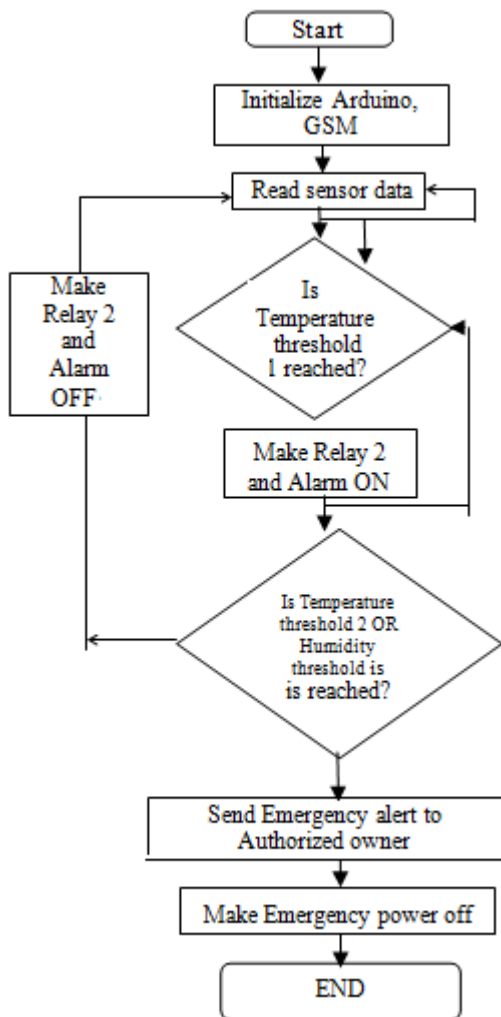 Start
Initialize Arduino,
GSM
Read sensor data
Is
Temperature
threshold
1 reached?
Make
Relay 2
and
Alarm
OFF
Make Relay 2
and Alarm ON
Is Temperature
threshold 2 OR
Humidity
threshold is
is reached?
Send Emergency alert to
Authorized owner
Make Emergency power off
END